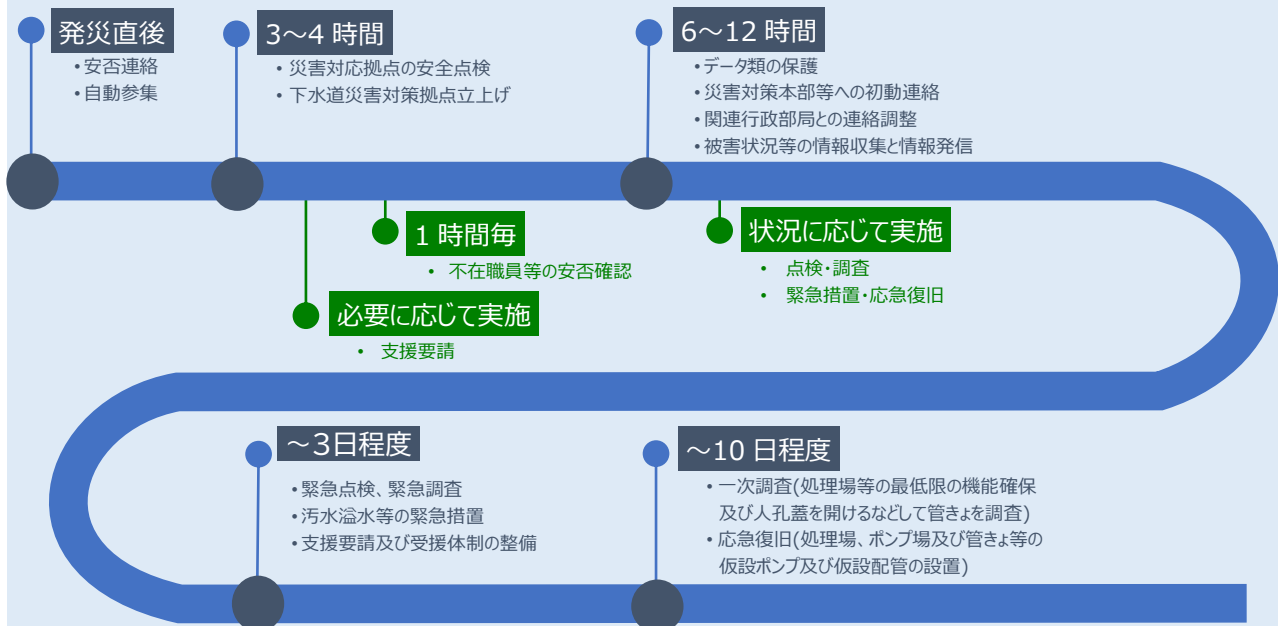 発災直後
•安否連絡
•自動参集
3～4 時間
• 災害対応拠点の安全点検
• 下水道災害対策拠点立上げ
6～12 時間
•データ類の保護
•災害対策本部等への初動連絡
•関連行政部局との連絡調整
•被害状況等の情報収集と情報発信
1 時間毎
• 不在職員等の安否確認
必要に応じて実施
• 支援要請
状況に応じて実施
• 点検・調査
• 緊急措置・応急復旧
～3日程度
•緊急点検、緊急調査
•汚水溢水等の緊急措置
•支援要請及び受援体制の整備
～10 日程度
• 一次調査(処理場等の最低限の機能確保
及び人孔蓋を開けるなどして管きょを調査)
• 応急復旧(処理場、ポンプ場及び管きょ等の
仮設ポンプ及び仮設配管の設置)